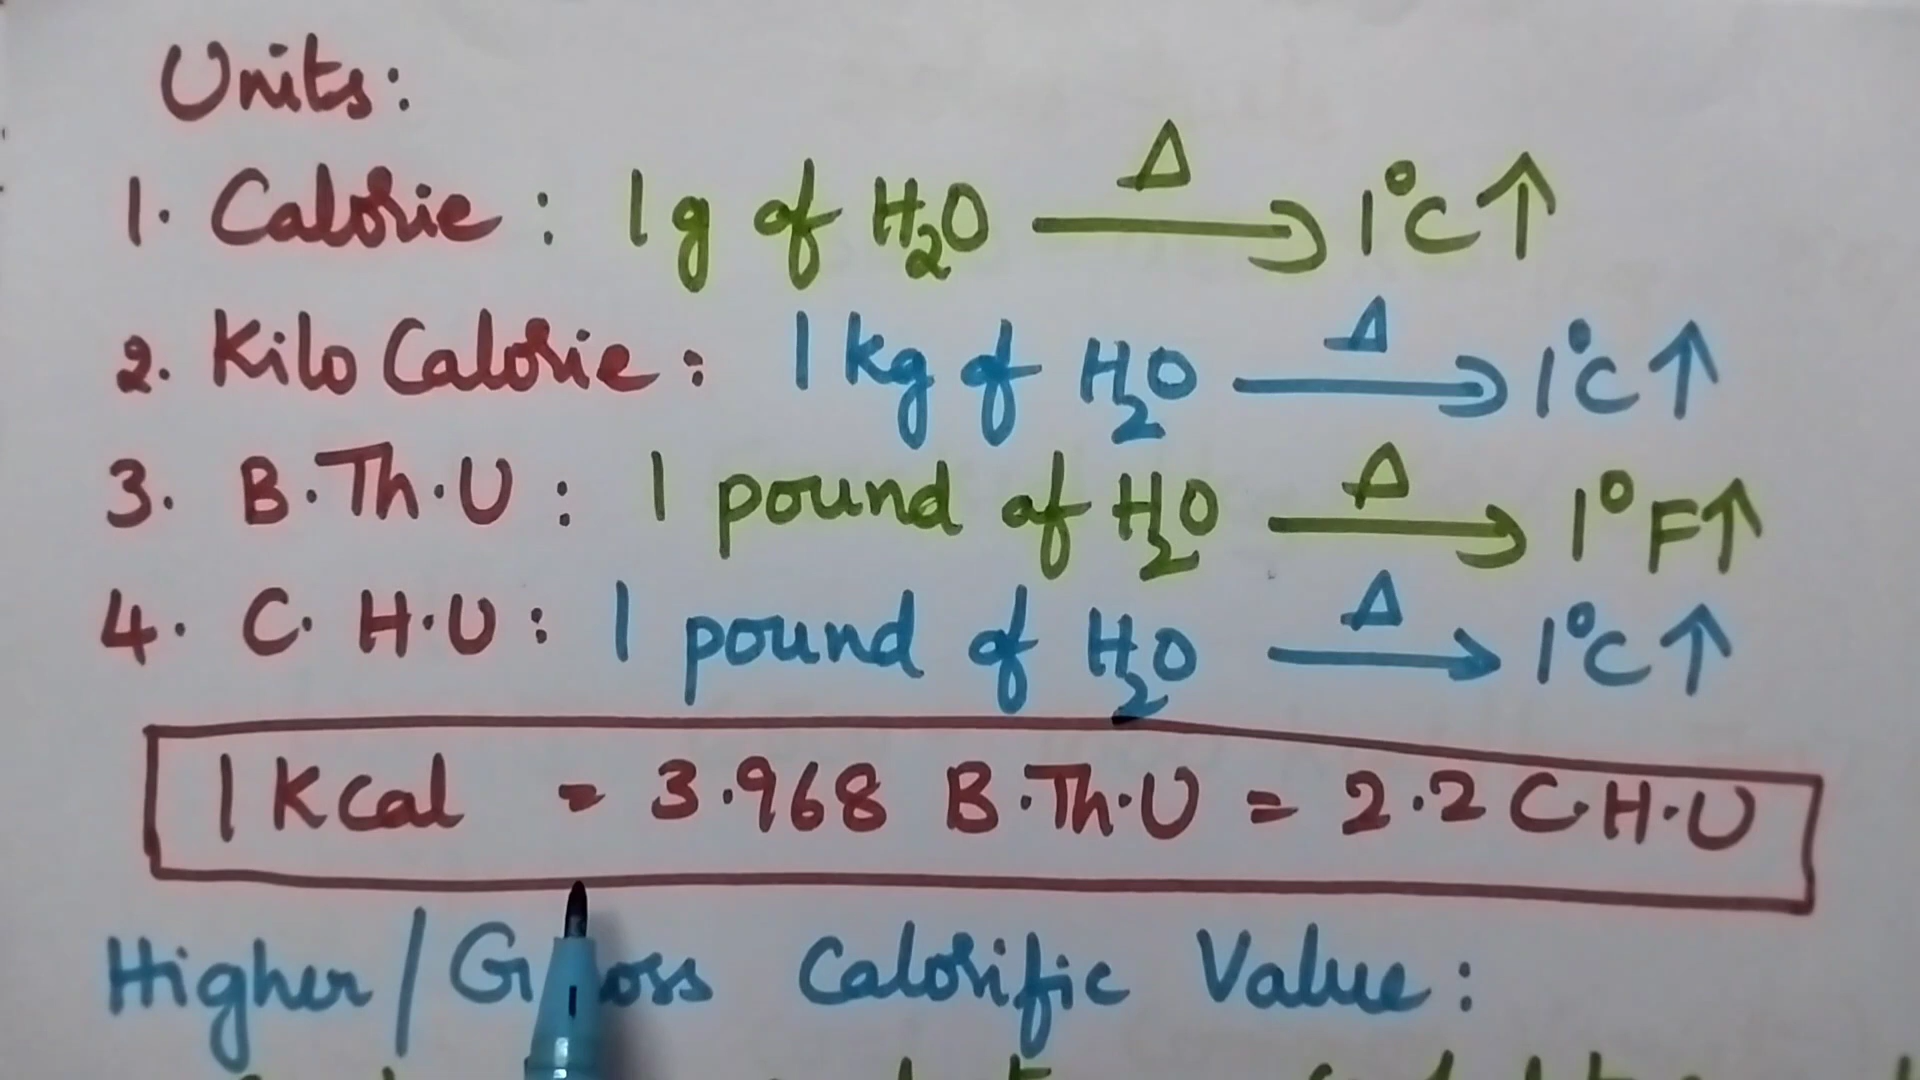 Units:
1. Calorie: 1g of H₂O —Δ→ 1°C↑
2. Kilo Calorie: 1 kg of H₂O —Δ→ 1°C↑
3. B.Th.U: 1 pound of H₂O —Δ→ 1°F↑
4. C.H.U: 1 pound of H₂O —Δ→ 1°C↑
1 KCal = 3.968 B.Th.U = 2.2 C.H.U
Higher/Gross Calorific Value: